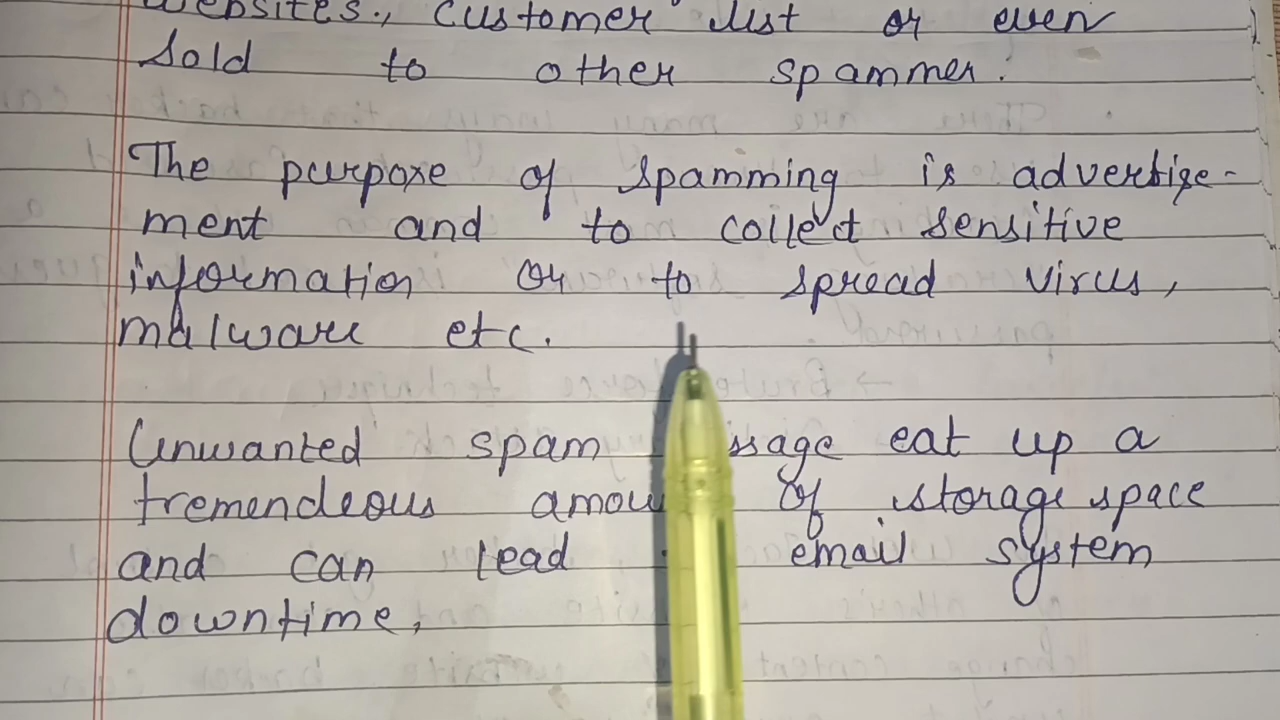 websites., customer list or even
sold to other spammer.
The purpose of spamming is advertize-
ment and to collect sensitive
information or to spread virus,
malware etc.
Unwanted spam ssage eat up a
tremendeous amou of storage space
and can lead email system
downtime,